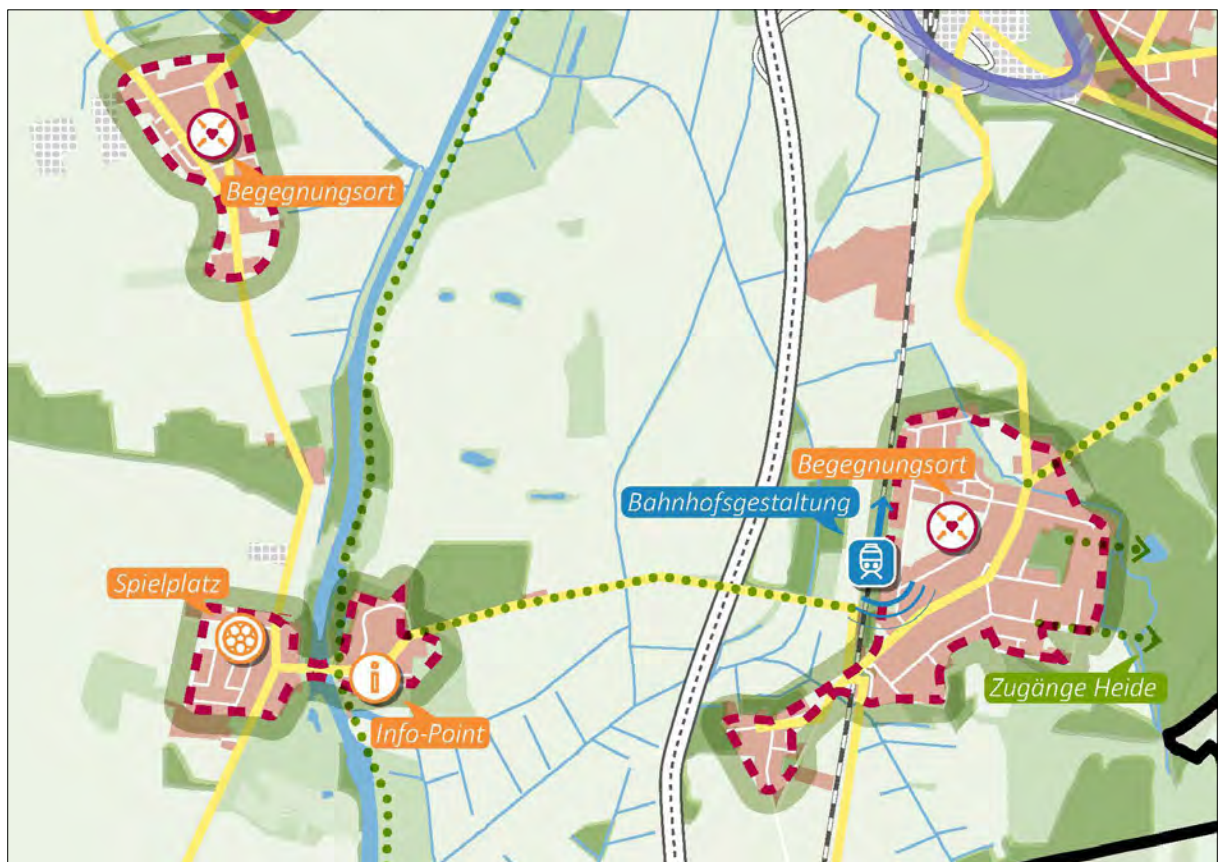 Begegnungsort
Begegnungsort
Bahnhofsgestaltung
Spielplatz
Zugänge Heide
Info-Point